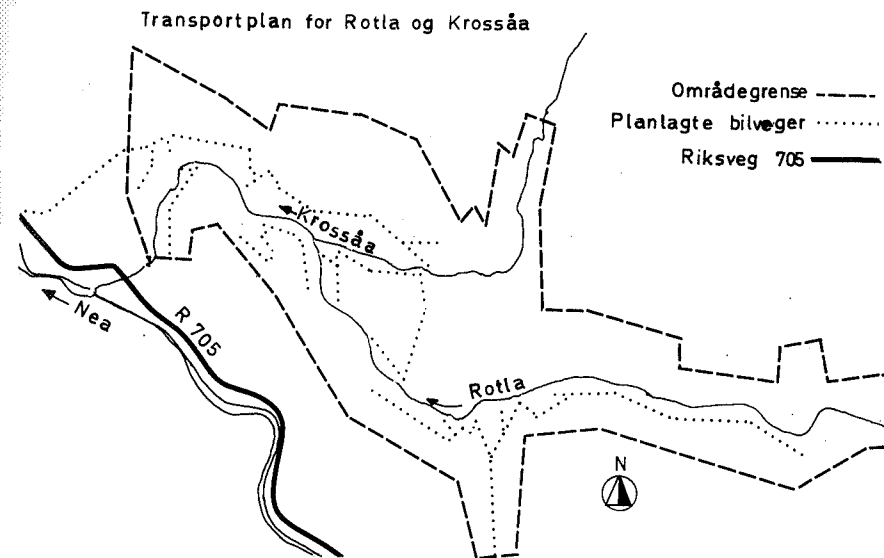 Transportplan for Rotla og Krossåa
Områdegrense
Planlagte bilveger
Riksveg 705
Krossåa
Nea
R 705
Rotla
N